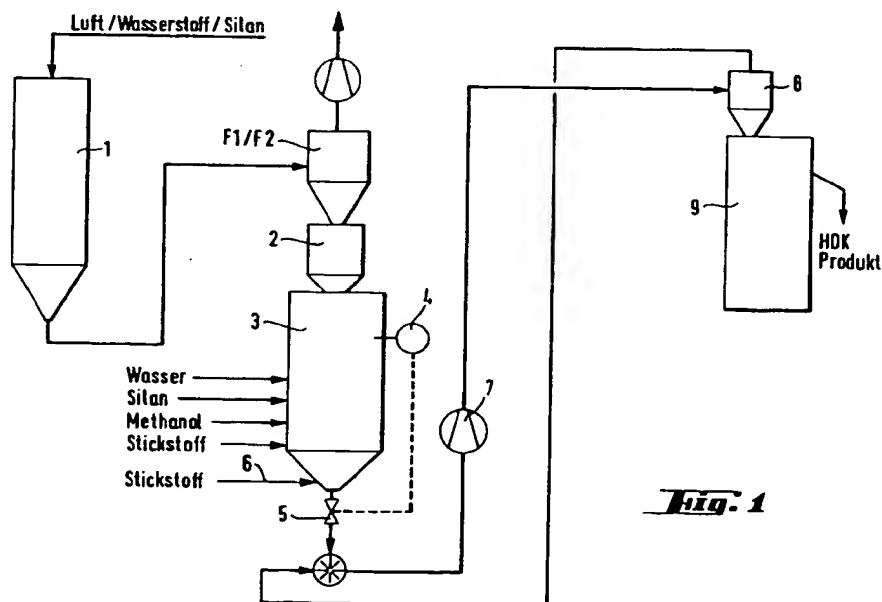 Luft/Wasserstoff/Silan
1
F1/F2
2
3
4
Wasser
Silan
Methanol
Stickstoff
Stickstoff
6
5
7
8
9
HDK
Produkt
Fig. 1